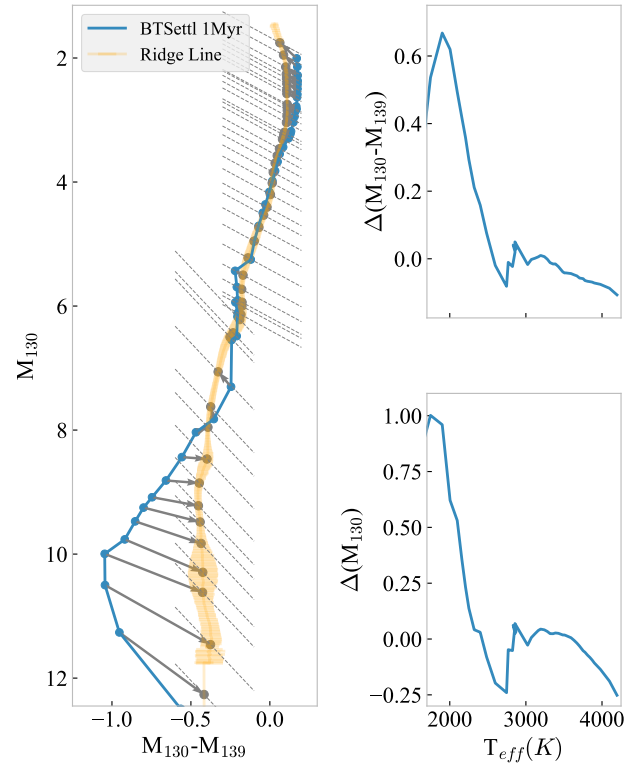 BTSettl 1Myr
Ridge Line
2
4
6
8
10
12
M130
−1.0 −0.5 0.0
M130-M139
0.6
0.4
0.2
0.0
Δ(M130-M139)
1.00
0.75
0.50
0.25
0.00
−0.25
Δ(M130)
2000 3000 4000
Teff(K)